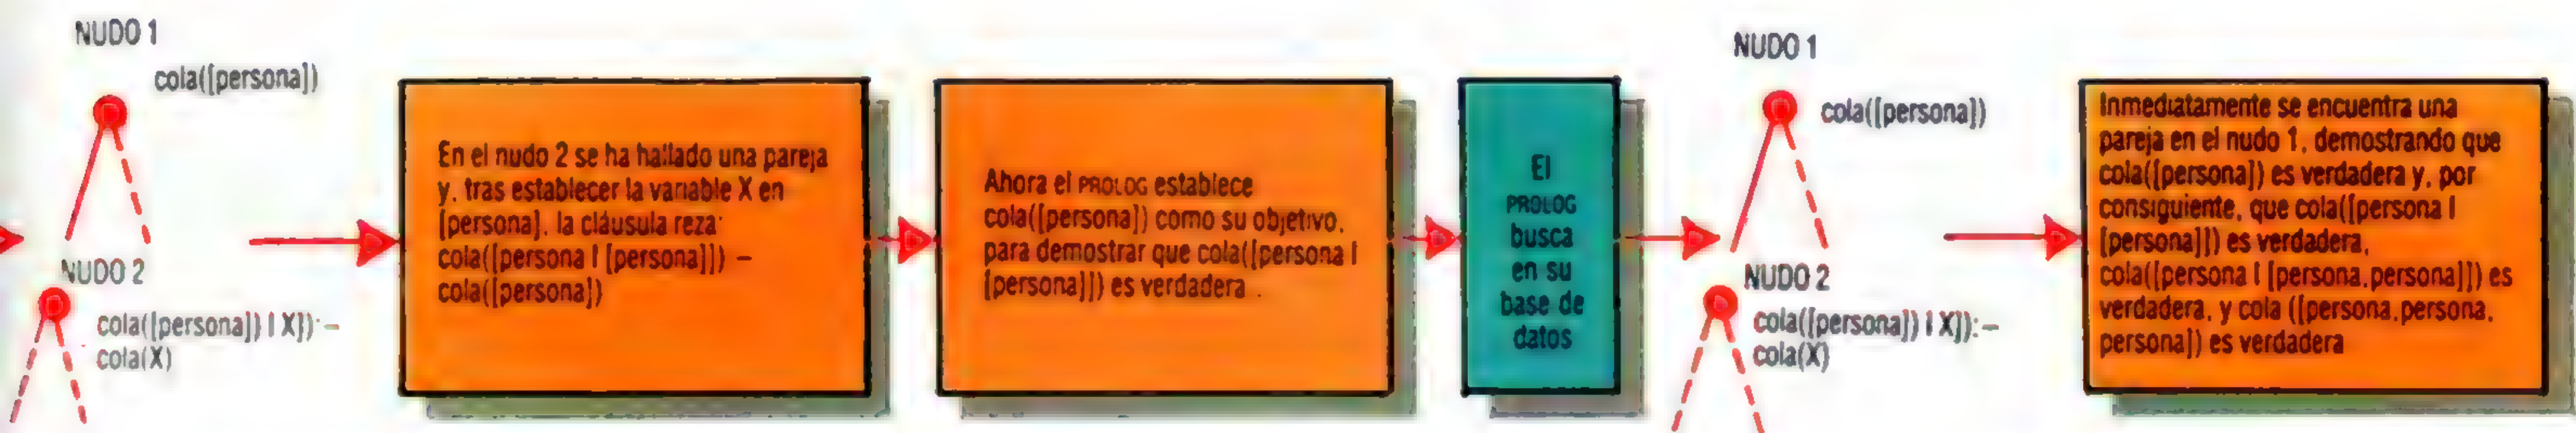 NUDO 1
cola([persona])
NUDO 2
cola([persona]) | X]):–
cola(X)
En el nudo 2 se ha hallado una pareja
y, tras establecer la variable X en
[persona], la cláusula reza:
cola([persona | [persona]]) –
cola([persona])
Ahora el PROLOG establece
cola([persona]) como su objetivo,
para demostrar que cola([persona |
[persona]]) es verdadera .
El
PROLOG
busca
en su
base de
datos
NUDO 1
cola([persona])
NUDO 2
cola([persona]) | X]):–
cola(X)
Inmediatamente se encuentra una
pareja en el nudo 1, demostrando que
cola([persona]) es verdadera y, por
consiguiente, que cola([persona |
[persona]]) es verdadera,
cola([persona | [persona,persona]]) es
verdadera, y cola ([persona,persona,
persona]) es verdadera